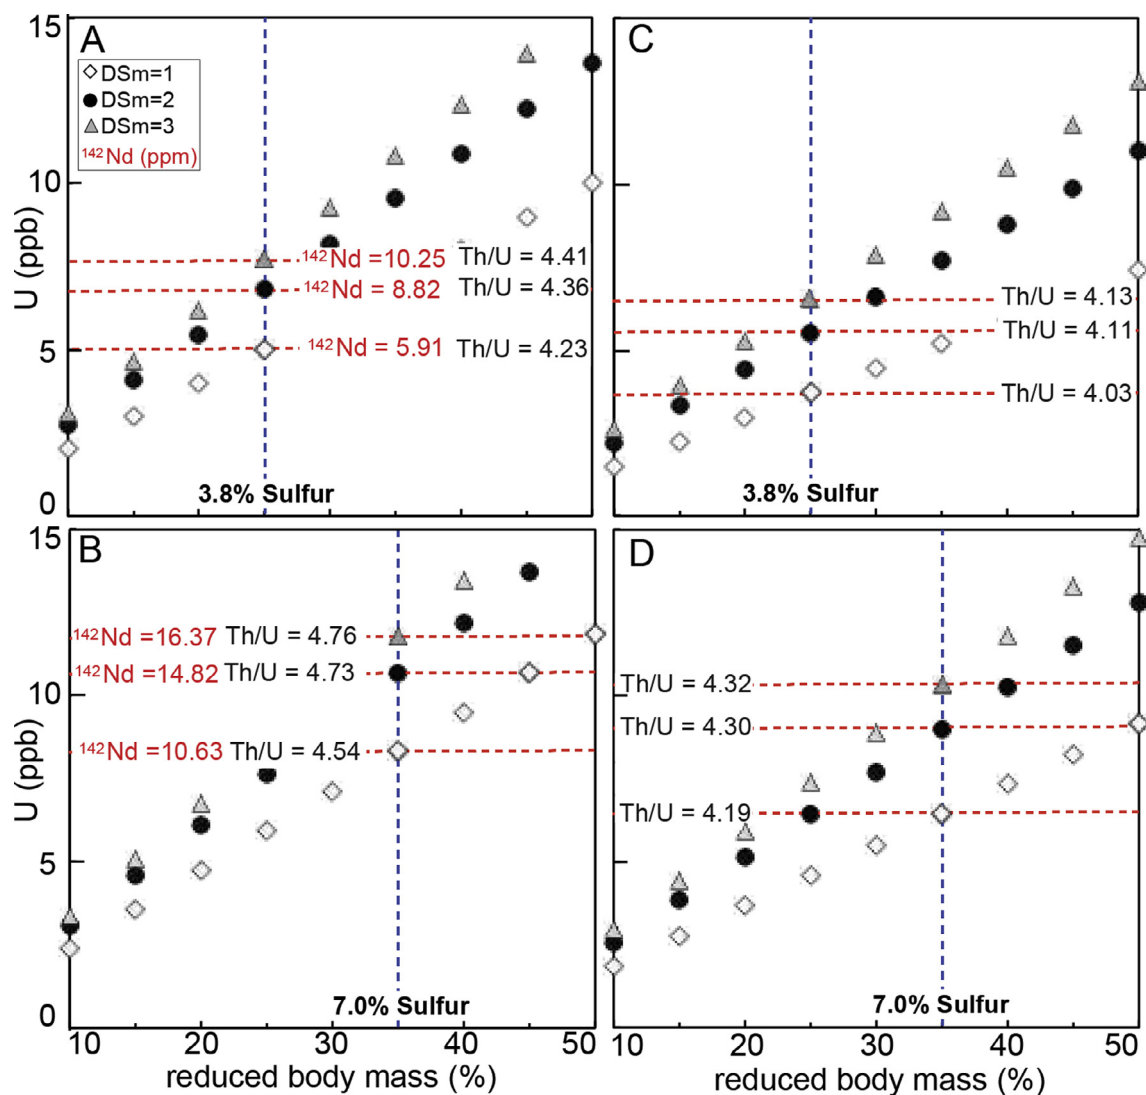 15
A
C
◇ DSm=1
● DSm=2
▲ DSm=3
¹⁴²Nd (ppm)
10
U (ppb)
¹⁴²Nd =10.25 Th/U = 4.41
¹⁴²Nd = 8.82 Th/U = 4.36
¹⁴²Nd = 5.91 Th/U = 4.23
Th/U = 4.13
Th/U = 4.11
Th/U = 4.03
5
3.8% Sulfur
3.8% Sulfur
0
15
B
D
¹⁴²Nd =16.37 Th/U = 4.76
¹⁴²Nd =14.82 Th/U = 4.73
¹⁴²Nd =10.63 Th/U = 4.54
Th/U = 4.32
Th/U = 4.30
Th/U = 4.19
10
U (ppb)
5
7.0% Sulfur
7.0% Sulfur
0
10 20 30 40 50
10 20 30 40 50
reduced body mass (%)
reduced body mass (%)